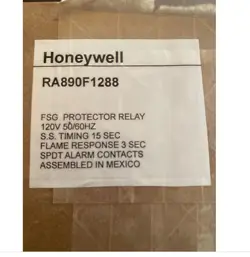 Honeywell
RA890F1288
FSG PROTECTOR RELAY
120V 50/60HZ
S.S. TIMING 15 SEC
FLAME RESPONSE 3 SEC
SPDT ALARM CONTACTS
ASSEMBLED IN MEXICO